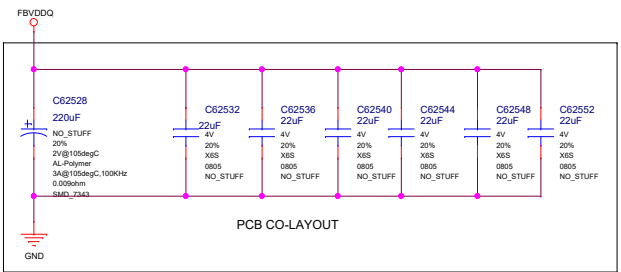 FBVDDQ
C62528
220uF
NO_STUFF
20%
2V@105degC
AL-Polymer
3A@105degC,100KHz
0.009ohm
SMD_7343
C62532
22uF
4V
20%
X6S
0805
NO_STUFF
C62536
22uF
4V
20%
X6S
0805
NO_STUFF
C62540
22uF
4V
20%
X6S
0805
NO_STUFF
C62544
22uF
4V
20%
X6S
0805
NO_STUFF
C62548
22uF
4V
20%
X6S
0805
NO_STUFF
C62552
22uF
4V
20%
X6S
0805
NO_STUFF
PCB CO-LAYOUT
GND